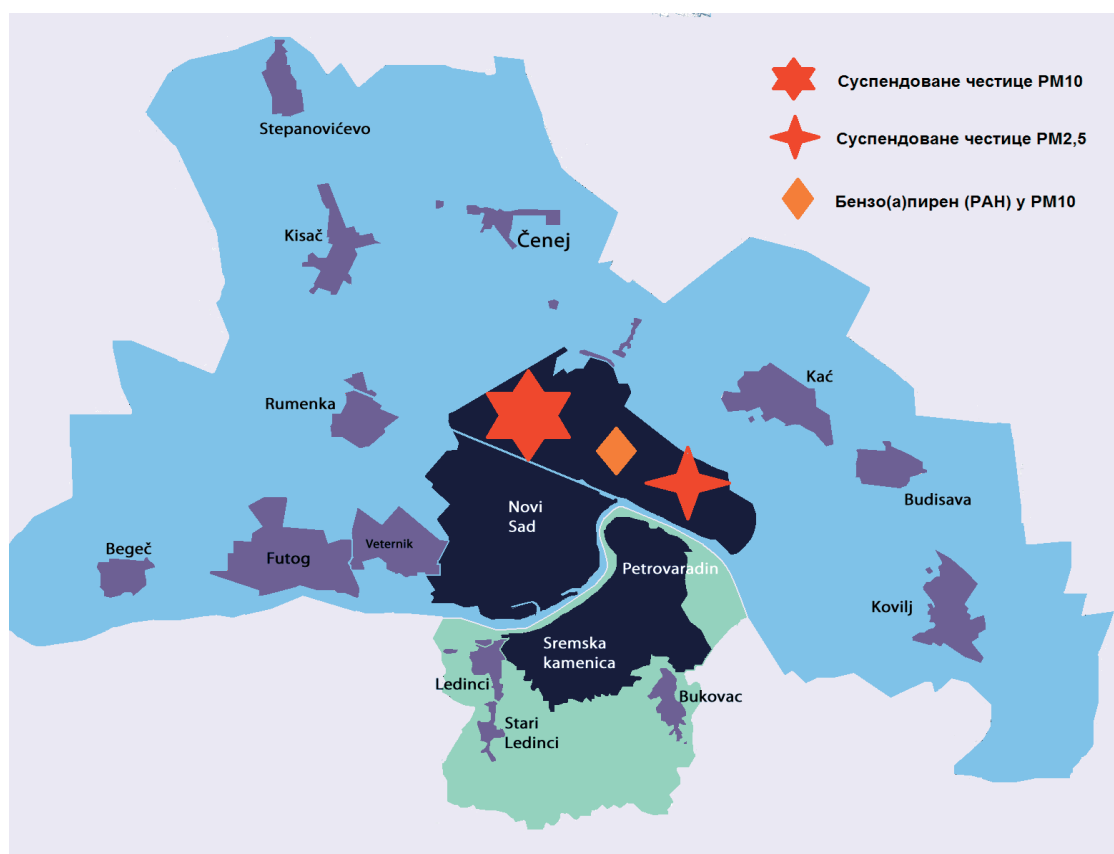 Суспендоване честице PM10
Stepanovićevo
Суспендоване честице PM2,5
Бензо(а)пирен (PAH) у PM10
Kisač
Čenej
Kać
Rumenka
Budisava
Novi
Sad
Veternik
Begeč
Futog
Petrovaradin
Kovilj
Sremska
kamenica
Ledinci
Bukovac
Stari
Ledinci